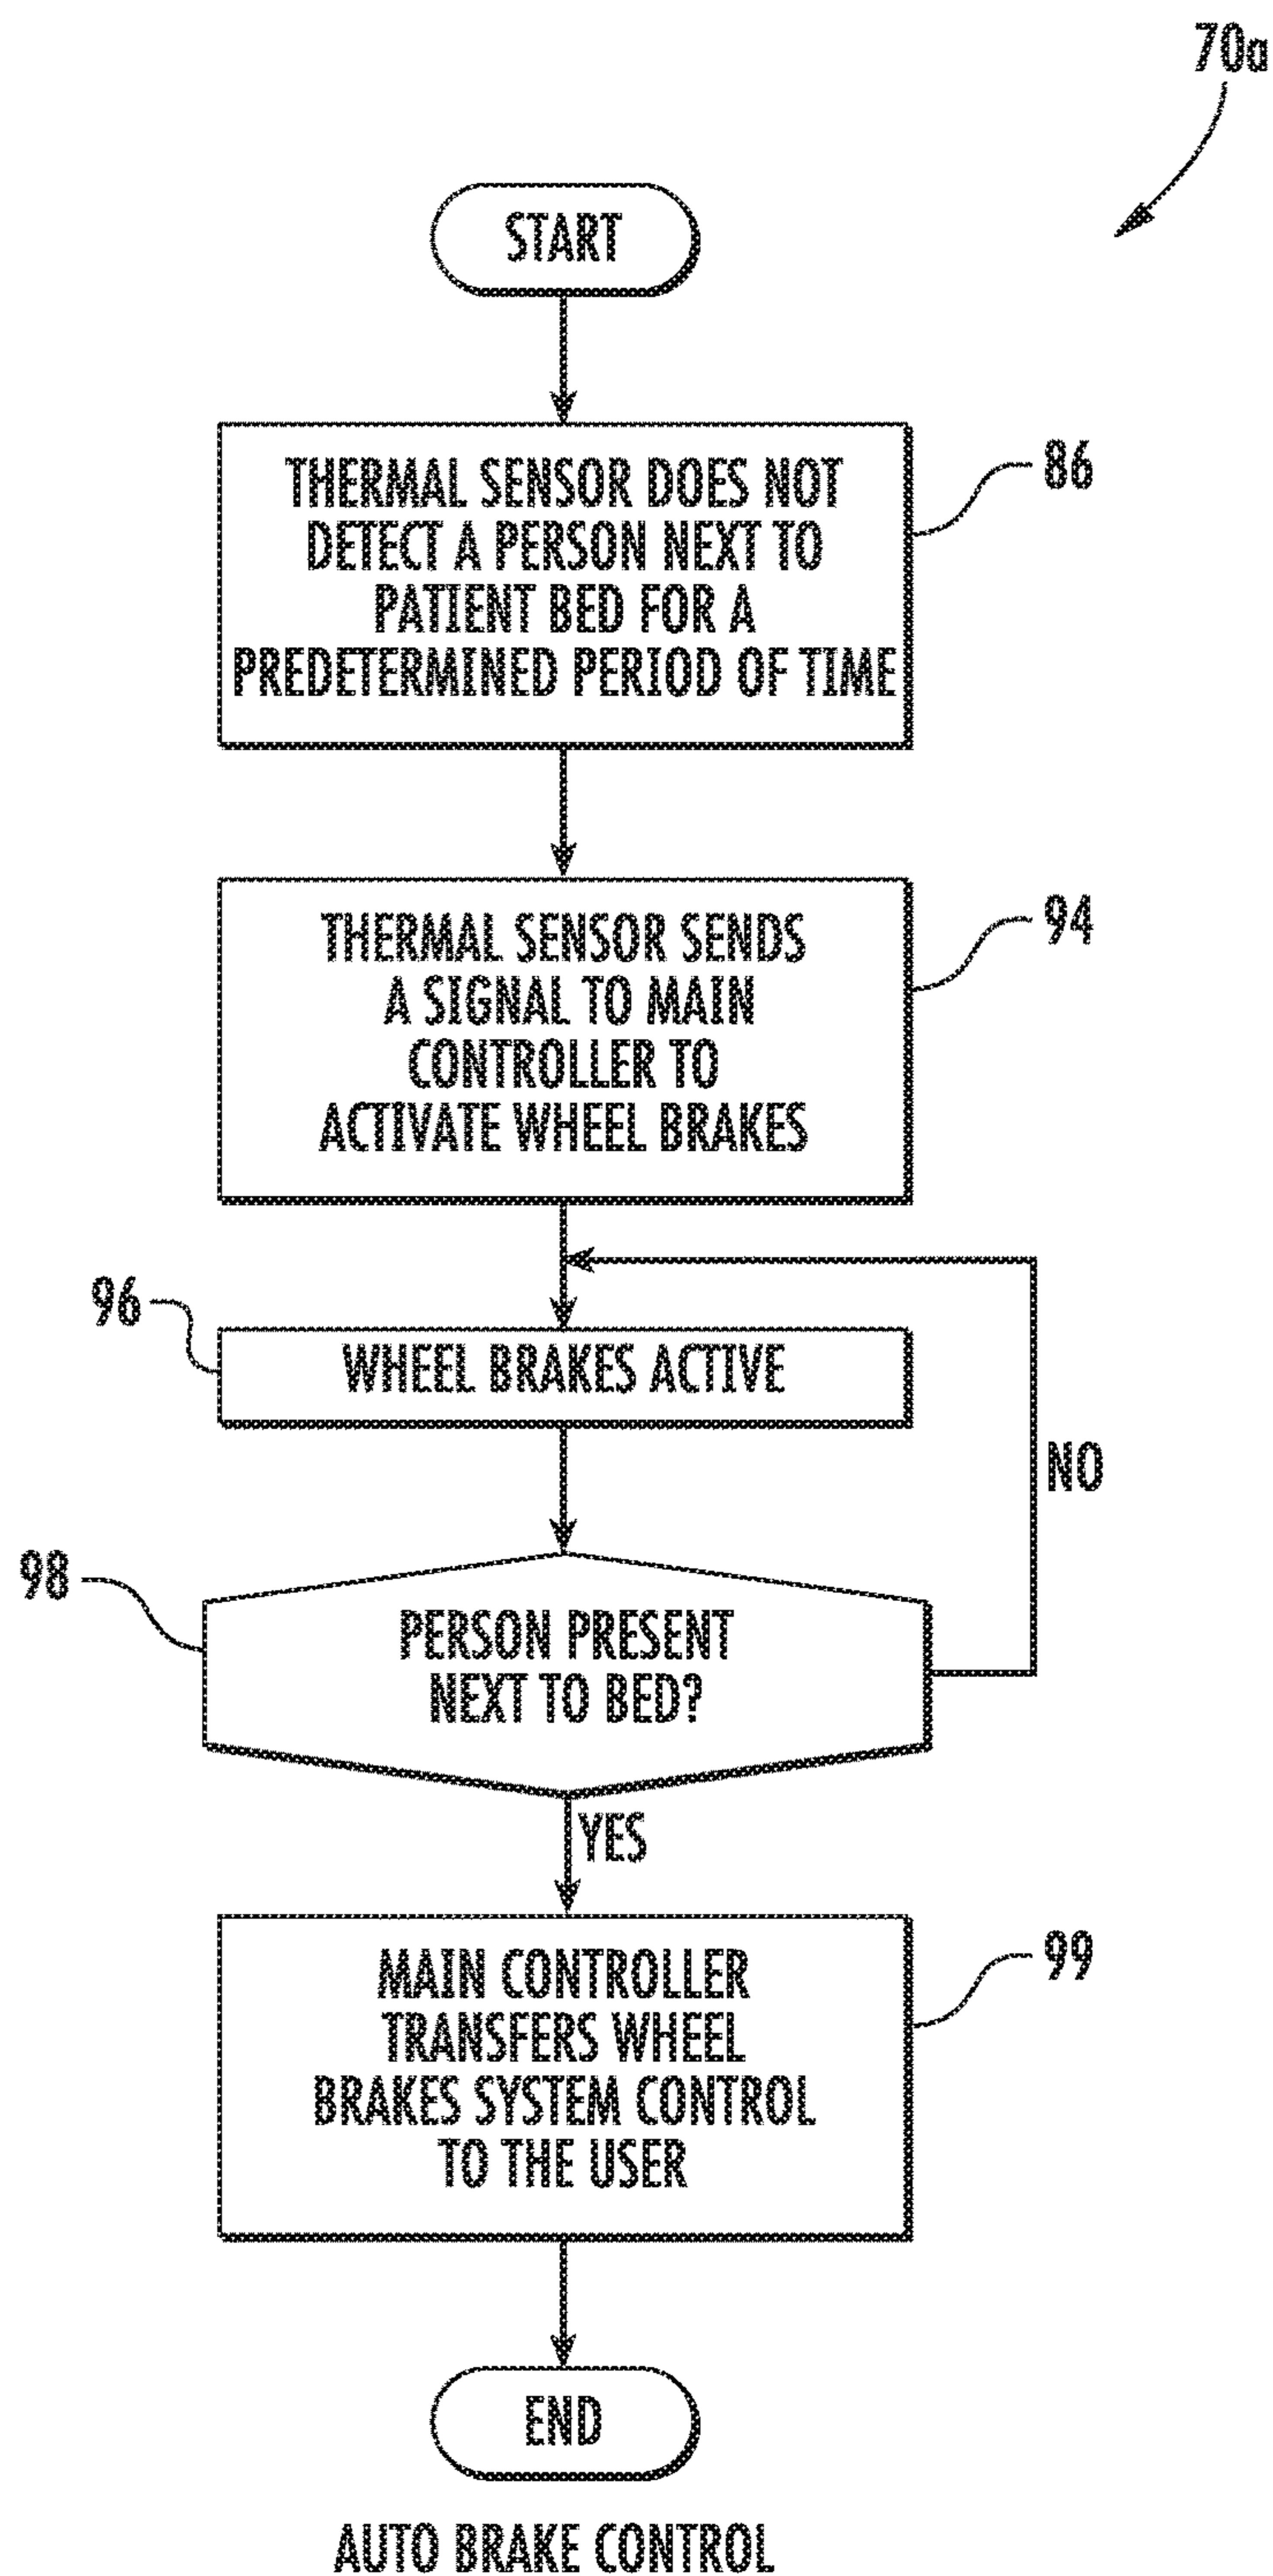 70a
START
THERMAL SENSOR DOES NOT
DETECT A PERSON NEXT TO
PATIENT BED FOR A
PREDETERMINED PERIOD OF TIME
86
THERMAL SENSOR SENDS
A SIGNAL TO MAIN
CONTROLLER TO
ACTIVATE WHEEL BRAKES
94
96
WHEEL BRAKES ACTIVE
NO
98
PERSON PRESENT
NEXT TO BED?
YES
MAIN CONTROLLER
TRANSFERS WHEEL
BRAKES SYSTEM CONTROL
TO THE USER
99
END
AUTO BRAKE CONTROL